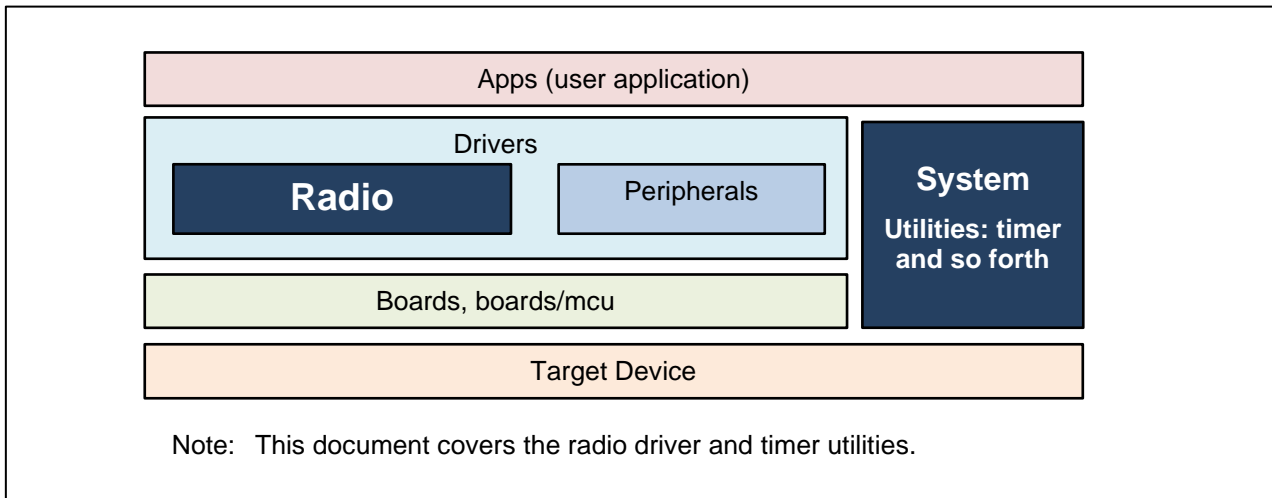 Apps (user application)
Drivers
Radio
Peripherals
System
Utilities: timer
and so forth
Boards, boards/mcu
Target Device
Note: This document covers the radio driver and timer utilities.